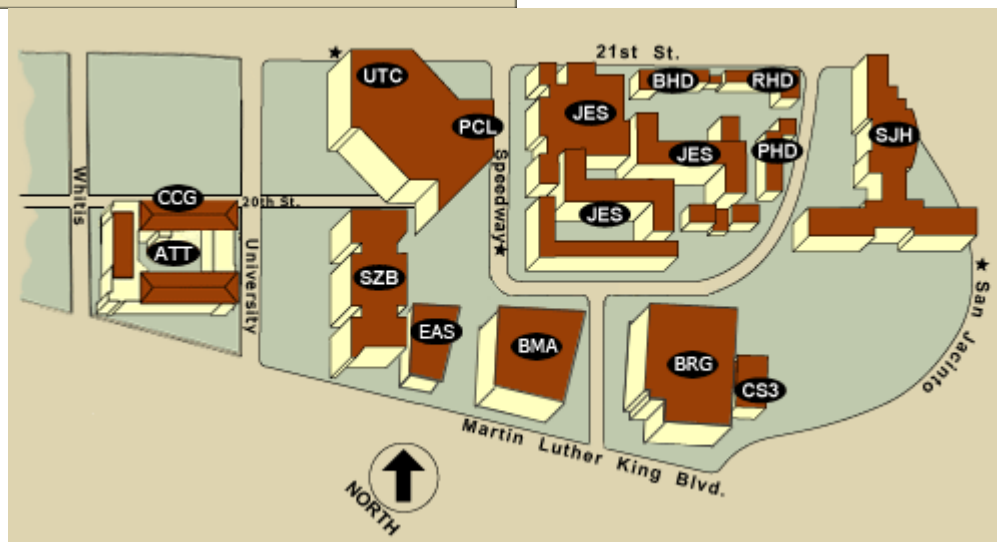 21st St.
UTC
BHD
RHD
PCL
JES
SJH
JES
PHD
Speedway
Whitis
CCG
20th St.
JES
ATT
University
SZB
San Jacinto
EAS
BMA
BRG
CS3
Martin Luther King Blvd.
NORTH